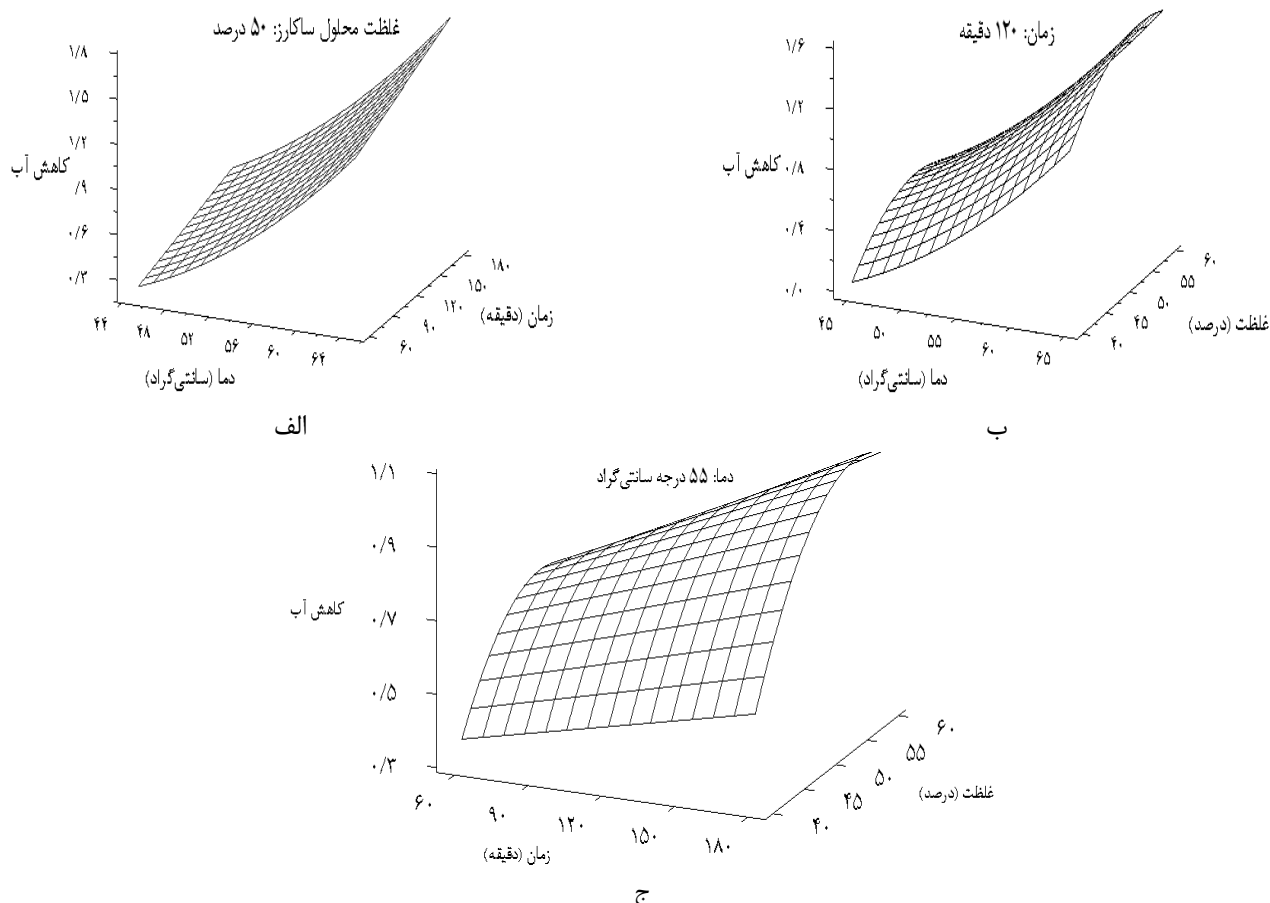 غلظت محلول ساکارز: ۵۰ درصد
۱/۸
۱/۵
۱/۲
۰/۹
۰/۶
۰/۳
کاهش آب
۴۴ ۴۸ ۵۲ ۵۶ ۶۰ ۶۴
دما (سانتی‌گراد)
۶۰ ۹۰ ۱۲۰ ۱۵۰ ۱۸۰
زمان (دقیقه)
الف
زمان: ۱۲۰ دقیقه
۱/۶
۱/۲
۰/۸
۰/۴
۰/۰
کاهش آب
۴۵ ۵۰ ۵۵ ۶۰ ۶۵
دما (سانتی‌گراد)
۴۰ ۴۵ ۵۰ ۵۵ ۶۰
غلظت (درصد)
ب
دما: ۵۵ درجه سانتی‌گراد
۱/۱
۰/۹
۰/۷
۰/۵
۰/۳
کاهش آب
۶۰ ۹۰ ۱۲۰ ۱۵۰ ۱۸۰
زمان (دقیقه)
۴۰ ۴۵ ۵۰ ۵۵ ۶۰
غلظت (درصد)
ج